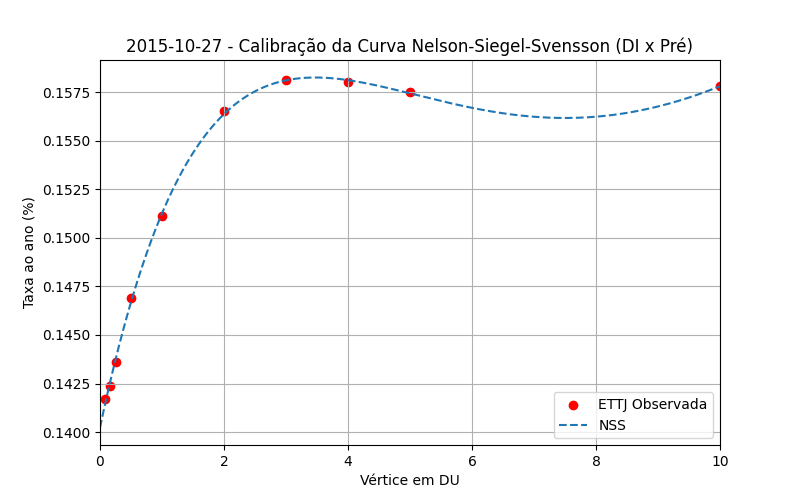 2015-10-27 - Calibração da Curva Nelson-Siegel-Svensson (DI x Pré)
Taxa ao ano (%)
0.1575
0.1550
0.1525
0.1500
0.1475
0.1450
0.1425
0.1400
ETTJ Observada
NSS
0 2 4 6 8 10
Vértice em DU